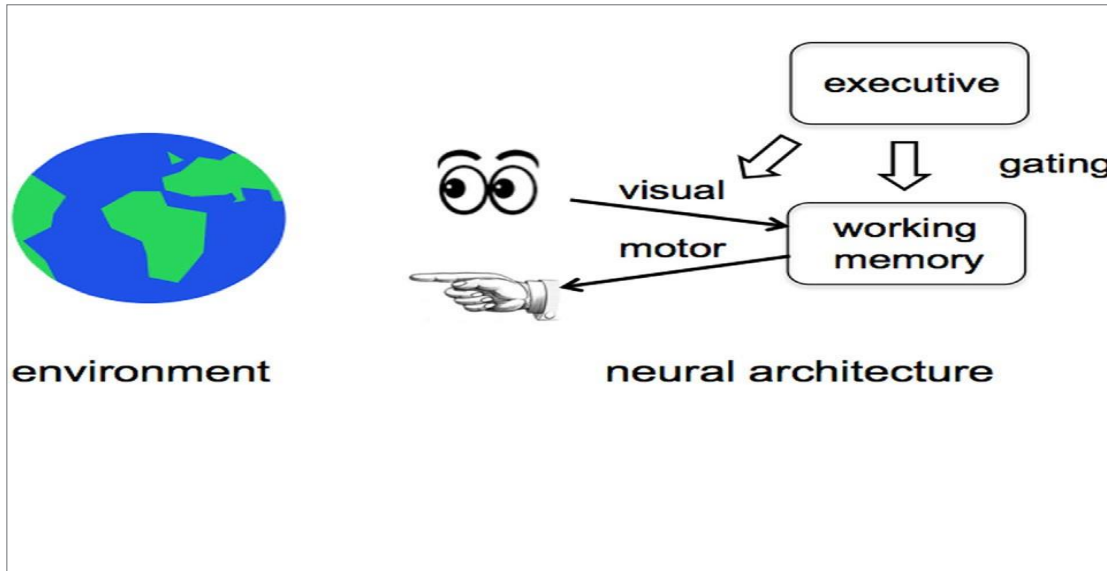 executive
gating
visual
motor
working
memory
environment
neural architecture